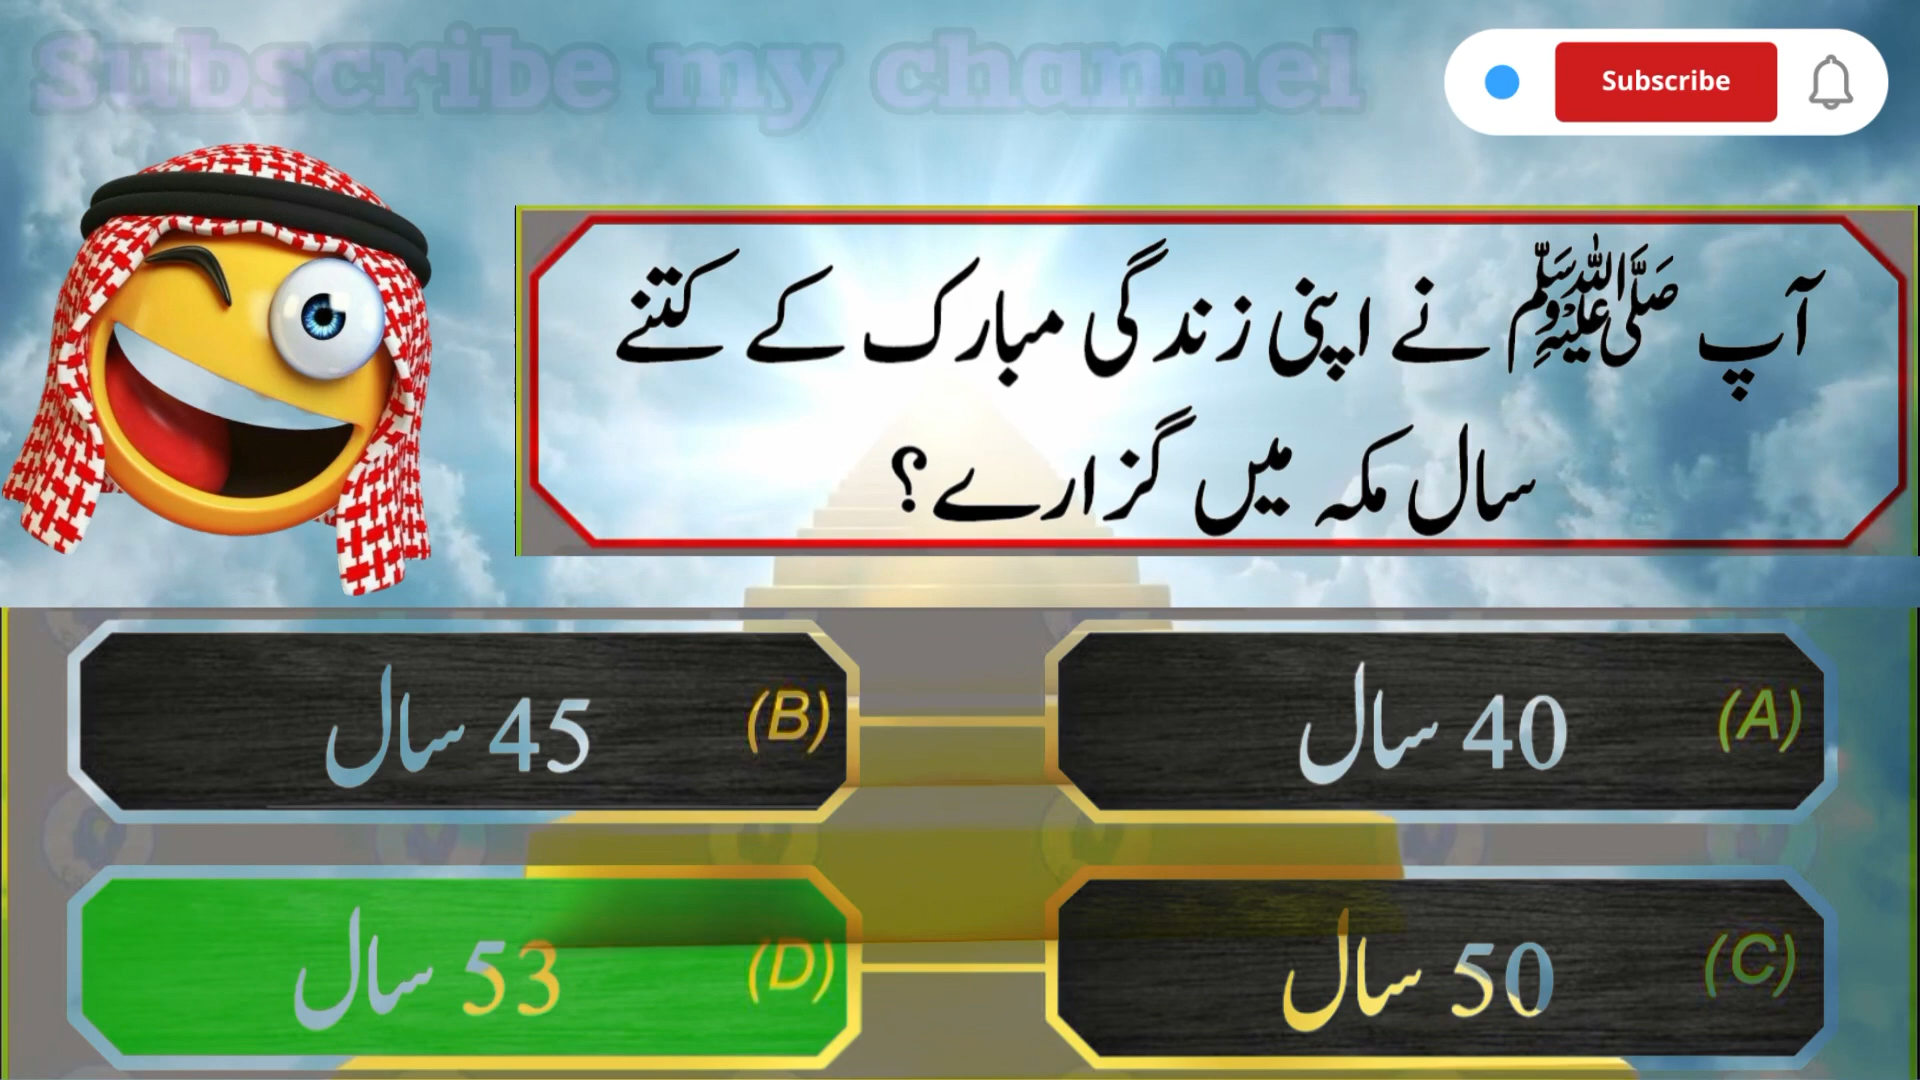 Subscribe my channel
Subscribe
آپ ﷺ نے اپنی زندگی مبارک کے کتنے
سال مکہ میں گزارے؟
(A) 40 سال
(B) 45 سال
(C) 50 سال
(D) 53 سال